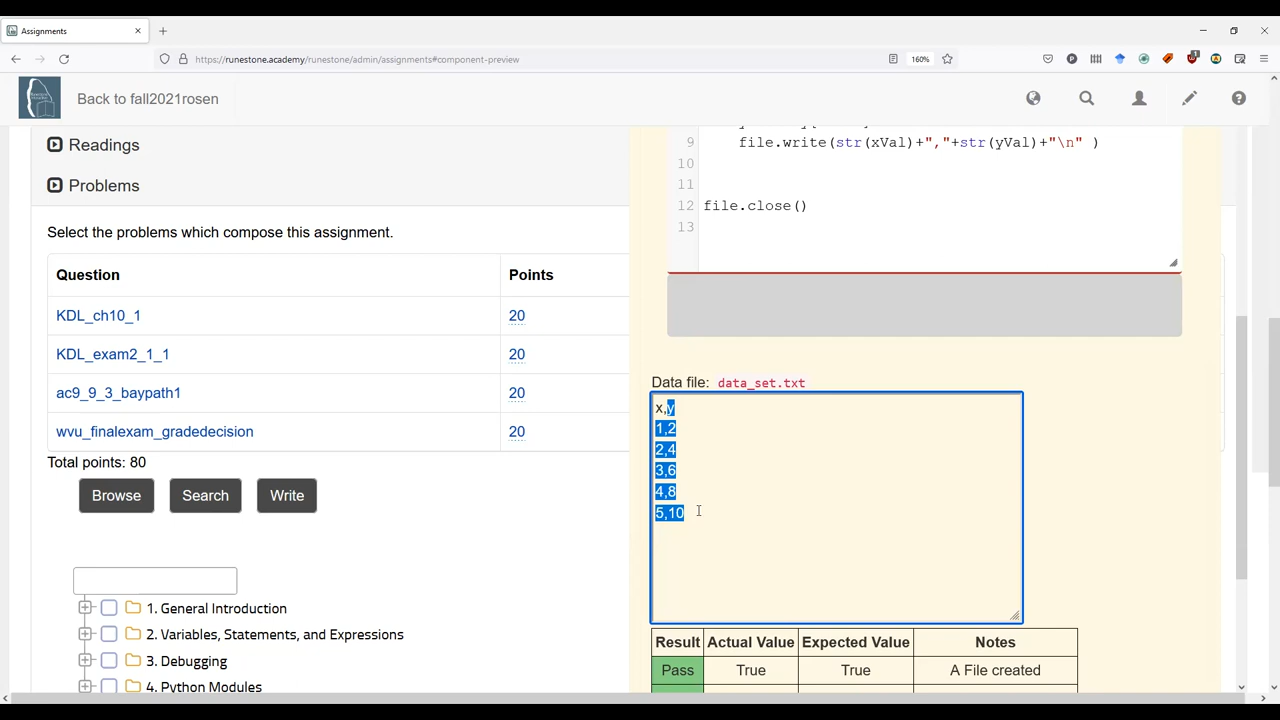 Assignments
https://runestone.academy/runestone/admin/assignments#component-preview
160%
1
Back to fall2021rosen
Readings
Problems
Select the problems which compose this assignment.
Question Points
KDL_ch10_1 20
KDL_exam2_1_1 20
ac9_9_3_baypath1 20
wvu_finalexam_gradedecision 20
Total points: 80
Browse Search Write
1. General Introduction
2. Variables, Statements, and Expressions
3. Debugging
4. Python Modules
9 file.write(str(xVal)+","+str(yVal)+"\n" )
10
11
12 file.close()
13
Data file: data_set.txt
x,y
1,2
2,4
3,6
4,8
5,10
Result Actual Value Expected Value Notes
Pass True True A File created